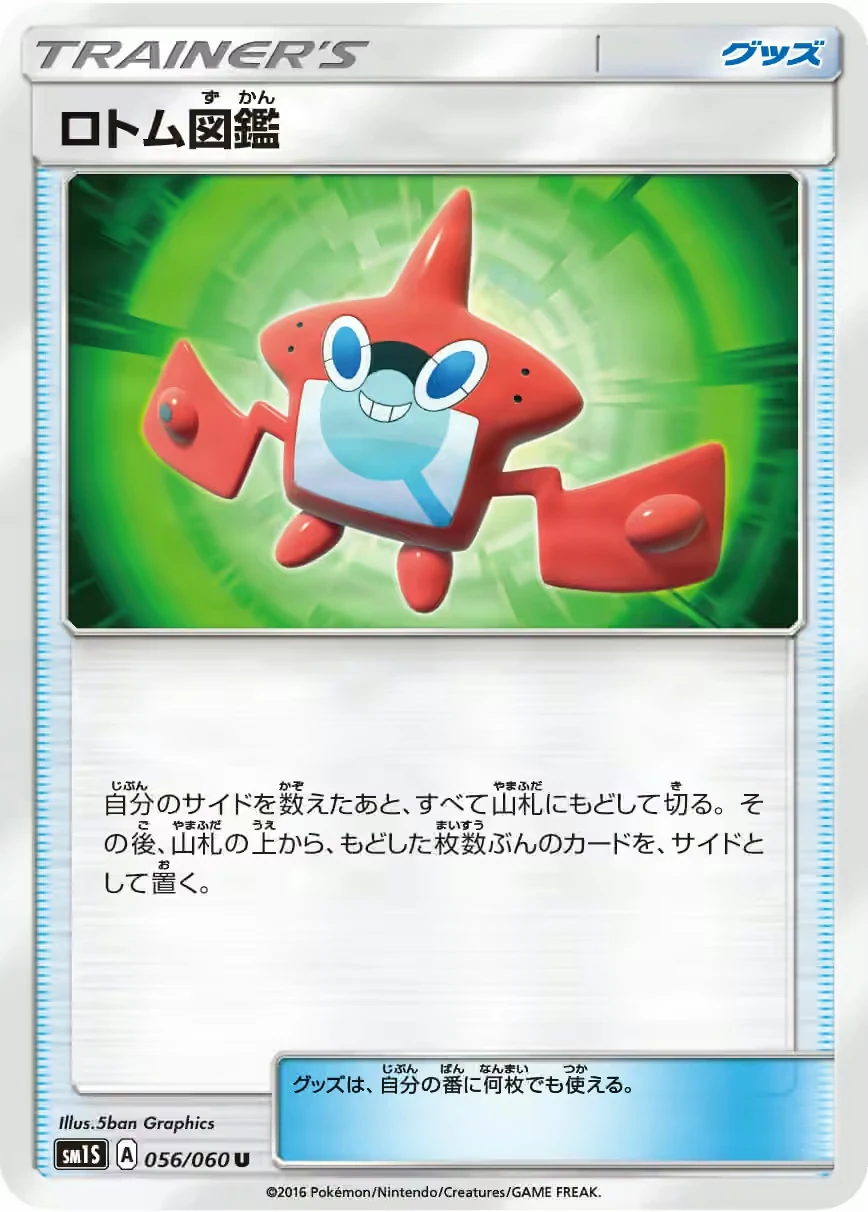 TRAINER'S
グッズ
ずかん
ロトム図鑑
じぶん かぞ やまふだ き
自分のサイドを数えたあと、すべて山札にもどして切る。そ
ご やまふだ うえ まいすう
の後、山札の上から、もどした枚数ぶんのカードを、サイドと
お
して置く。
じぶん ばん なんまい つか
グッズは、自分の番に何枚でも使える。
Illus.5ban Graphics
SM1S A 056/060 U
©2016 Pokémon/Nintendo/Creatures/GAME FREAK.